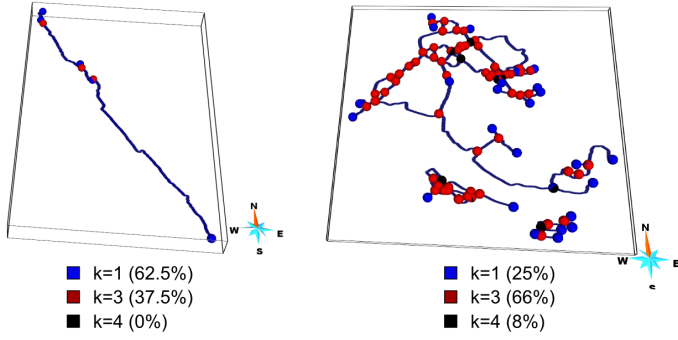 N
W E
S
k=1 (62.5%)
k=3 (37.5%)
k=4 (0%)
N
W E
S
k=1 (25%)
k=3 (66%)
k=4 (8%)